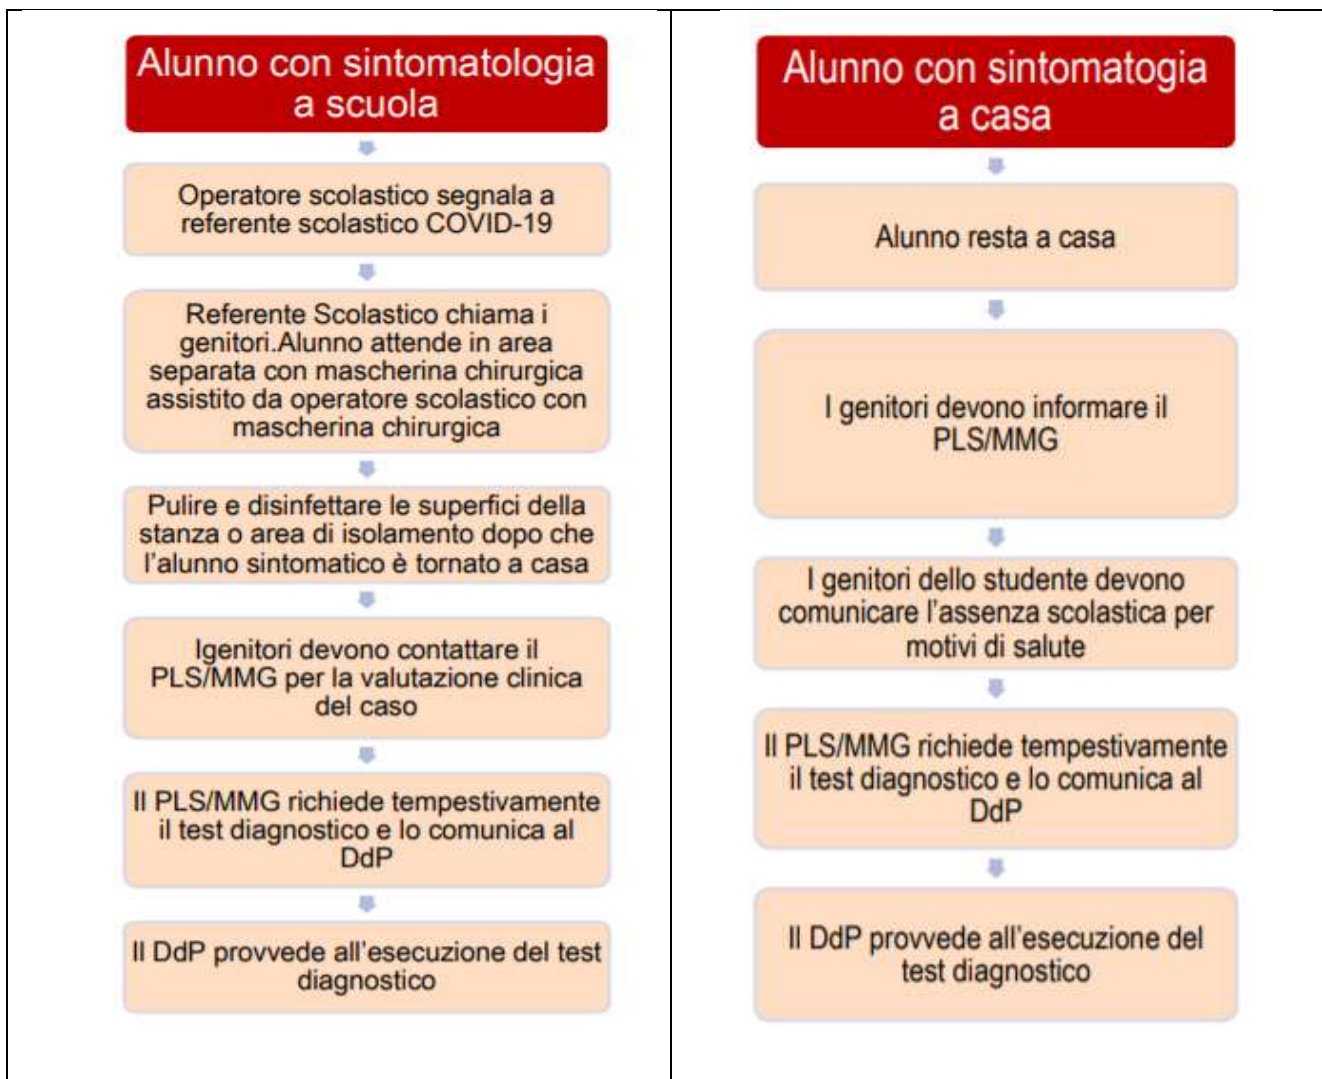 Alunno con sintomatologia
a scuola
Operatore scolastico segnala a
referente scolastico COVID-19
Referente Scolastico chiama i
genitori.Alunno attende in area
separata con mascherina chirurgica
assistito da operatore scolastico con
mascherina chirurgica
Pulire e disinfettare le superfici della
stanza o area di isolamento dopo che
l'alunno sintomatico è tornato a casa
Igenitori devono contattare il
PLS/MMG per la valutazione clinica
del caso
Il PLS/MMG richiede tempestivamente
il test diagnostico e lo comunica al
DdP
Il DdP provvede all'esecuzione del test
diagnostico
Alunno con sintomatogia
a casa
Alunno resta a casa
I genitori devono informare il
PLS/MMG
I genitori dello studente devono
comunicare l'assenza scolastica per
motivi di salute
Il PLS/MMG richiede tempestivamente
il test diagnostico e lo comunica al
DdP
Il DdP provvede all'esecuzione del
test diagnostico